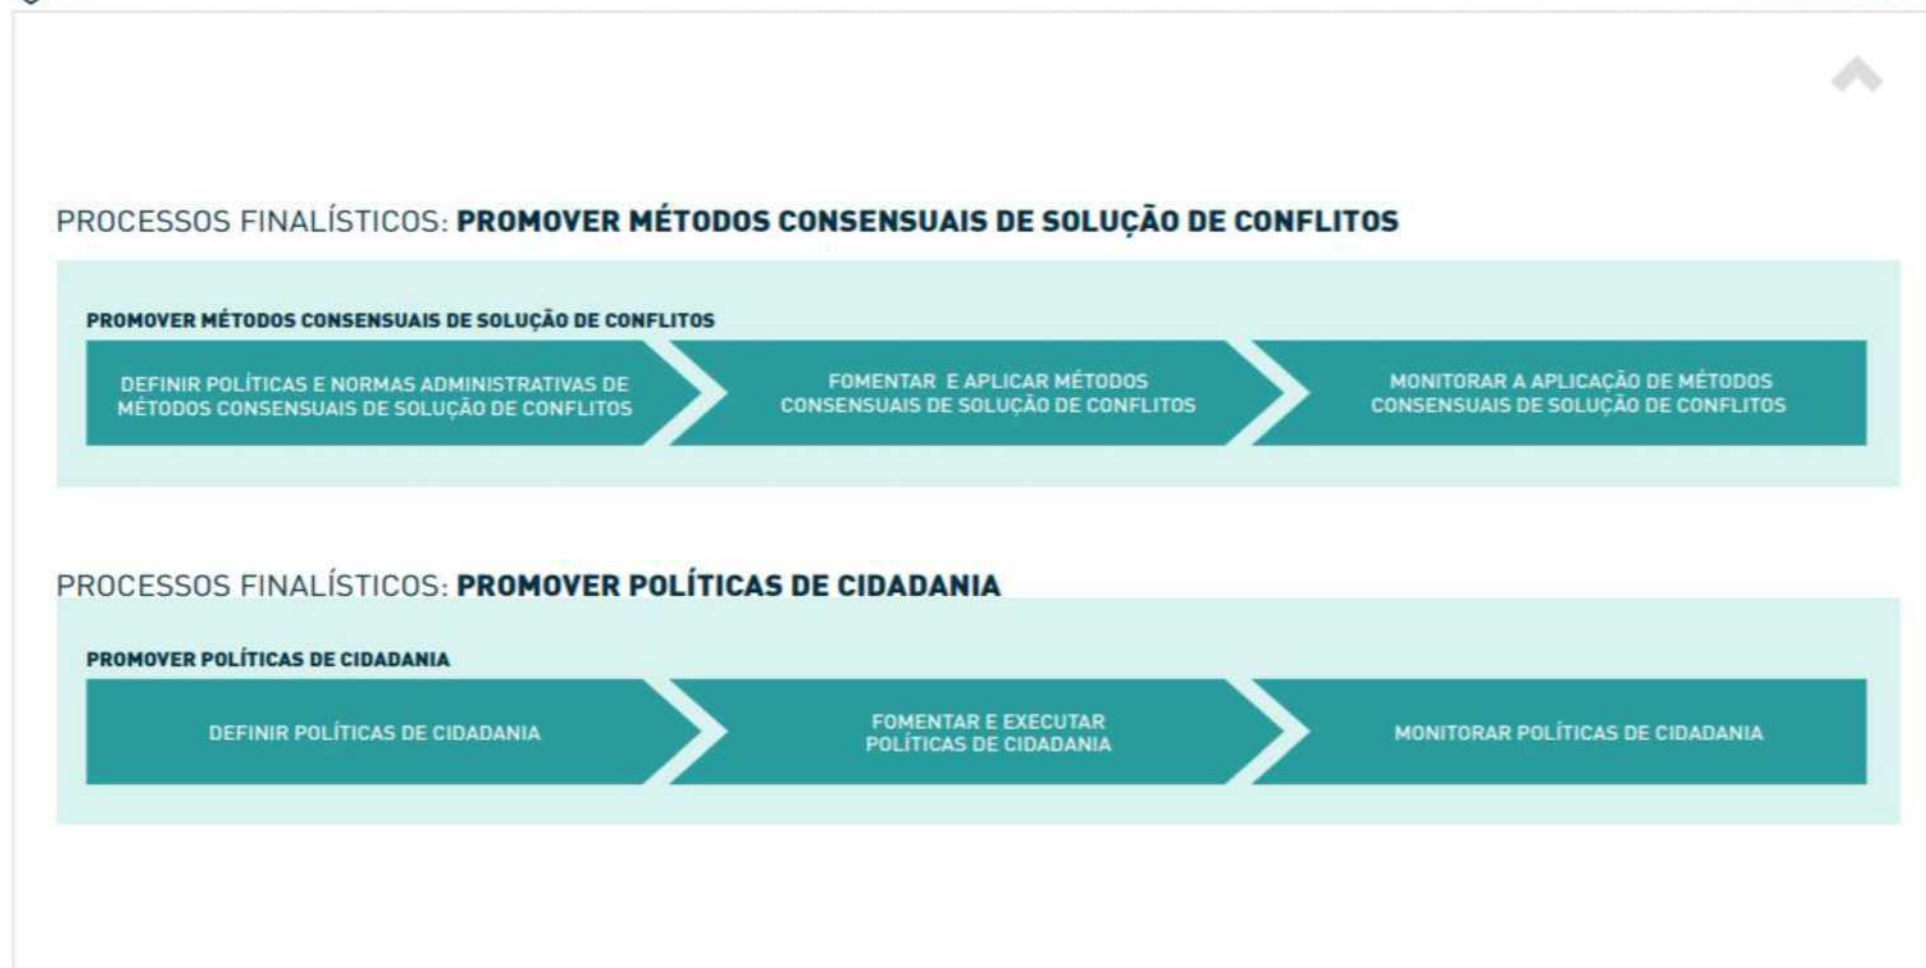 PROCESSOS FINALÍSTICOS: PROMOVER MÉTODOS CONSENSUAIS DE SOLUÇÃO DE CONFLITOS
PROMOVER MÉTODOS CONSENSUAIS DE SOLUÇÃO DE CONFLITOS
DEFINIR POLÍTICAS E NORMAS ADMINISTRATIVAS DE
MÉTODOS CONSENSUAIS DE SOLUÇÃO DE CONFLITOS
FOMENTAR E APLICAR MÉTODOS
CONSENSUAIS DE SOLUÇÃO DE CONFLITOS
MONITORAR A APLICAÇÃO DE MÉTODOS
CONSENSUAIS DE SOLUÇÃO DE CONFLITOS
PROCESSOS FINALÍSTICOS: PROMOVER POLÍTICAS DE CIDADANIA
PROMOVER POLÍTICAS DE CIDADANIA
DEFINIR POLÍTICAS DE CIDADANIA
FOMENTAR E EXECUTAR
POLÍTICAS DE CIDADANIA
MONITORAR POLÍTICAS DE CIDADANIA